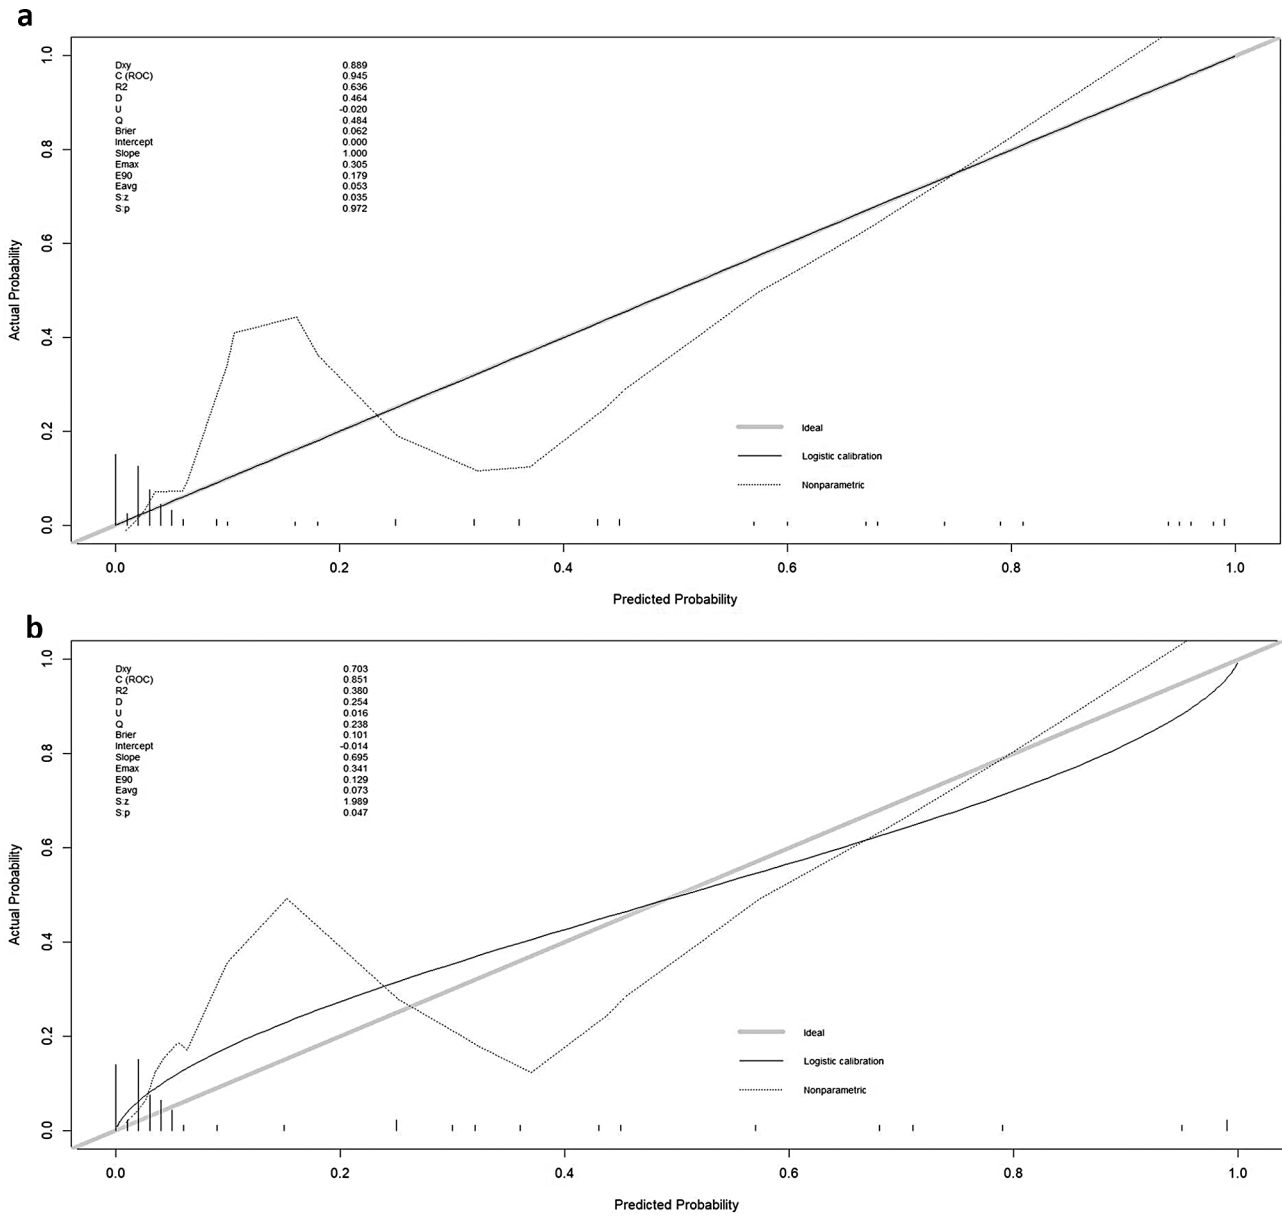 a
Dxy 0.889
C (ROC) 0.945
R2 0.636
D 0.464
U -0.020
Q 0.484
Brier 0.062
Intercept 0.000
Slope 1.000
Emax 0.305
E90 0.179
Eavg 0.053
S:z 0.035
S:p 0.972
Actual Probability
1.0
0.8
0.6
0.4
0.2
0.0
Ideal
Logistic calibration
Nonparametric
0.0 0.2 0.4 0.6 0.8 1.0
Predicted Probability
b
Dxy 0.703
C (ROC) 0.851
R2 0.380
D 0.254
U 0.016
Q 0.238
Brier 0.101
Intercept -0.014
Slope 0.695
Emax 0.341
E90 0.129
Eavg 0.073
S:z 1.989
S:p 0.047
Actual Probability
1.0
0.8
0.6
0.4
0.2
0.0
Ideal
Logistic calibration
Nonparametric
0.0 0.2 0.4 0.6 0.8 1.0
Predicted Probability